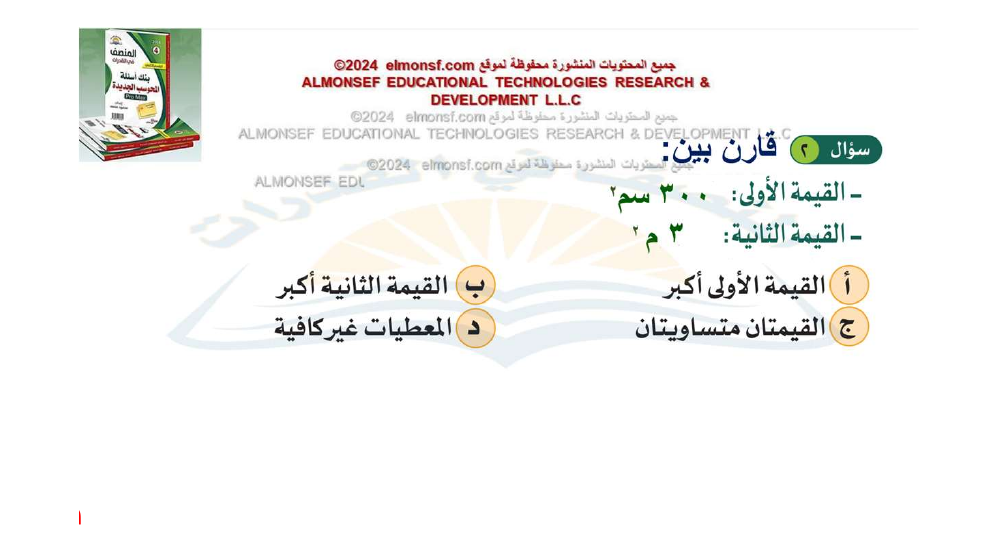 المنصف
في القدرات
4
بنك أسئلة
المحوسب الجديدة
جميع المحتويات المنشورة محفوظة لموقع elmonsf.com ©2024
ALMONSEF EDUCATIONAL TECHNOLOGIES RESEARCH &
DEVELOPMENT L.L.C
جميع المحتويات المنشورة محفوظة لموقع elmonsf.com ©2024
ALMONSEF EDUCATIONAL TECHNOLOGIES RESEARCH & DEVELOPMENT L.L.C
سؤال ٢ قارن بين:
جميع المحتويات المنشورة محفوظة لموقع elmonsf.com ©2024
ALMONSEF EDU
– القيمة الأولى: ٣٠٠ سم٢
– القيمة الثانية: ٣ م٢
أ القيمة الأولى أكبر ب القيمة الثانية أكبر
ج القيمتان متساويتان د المعطيات غير كافية